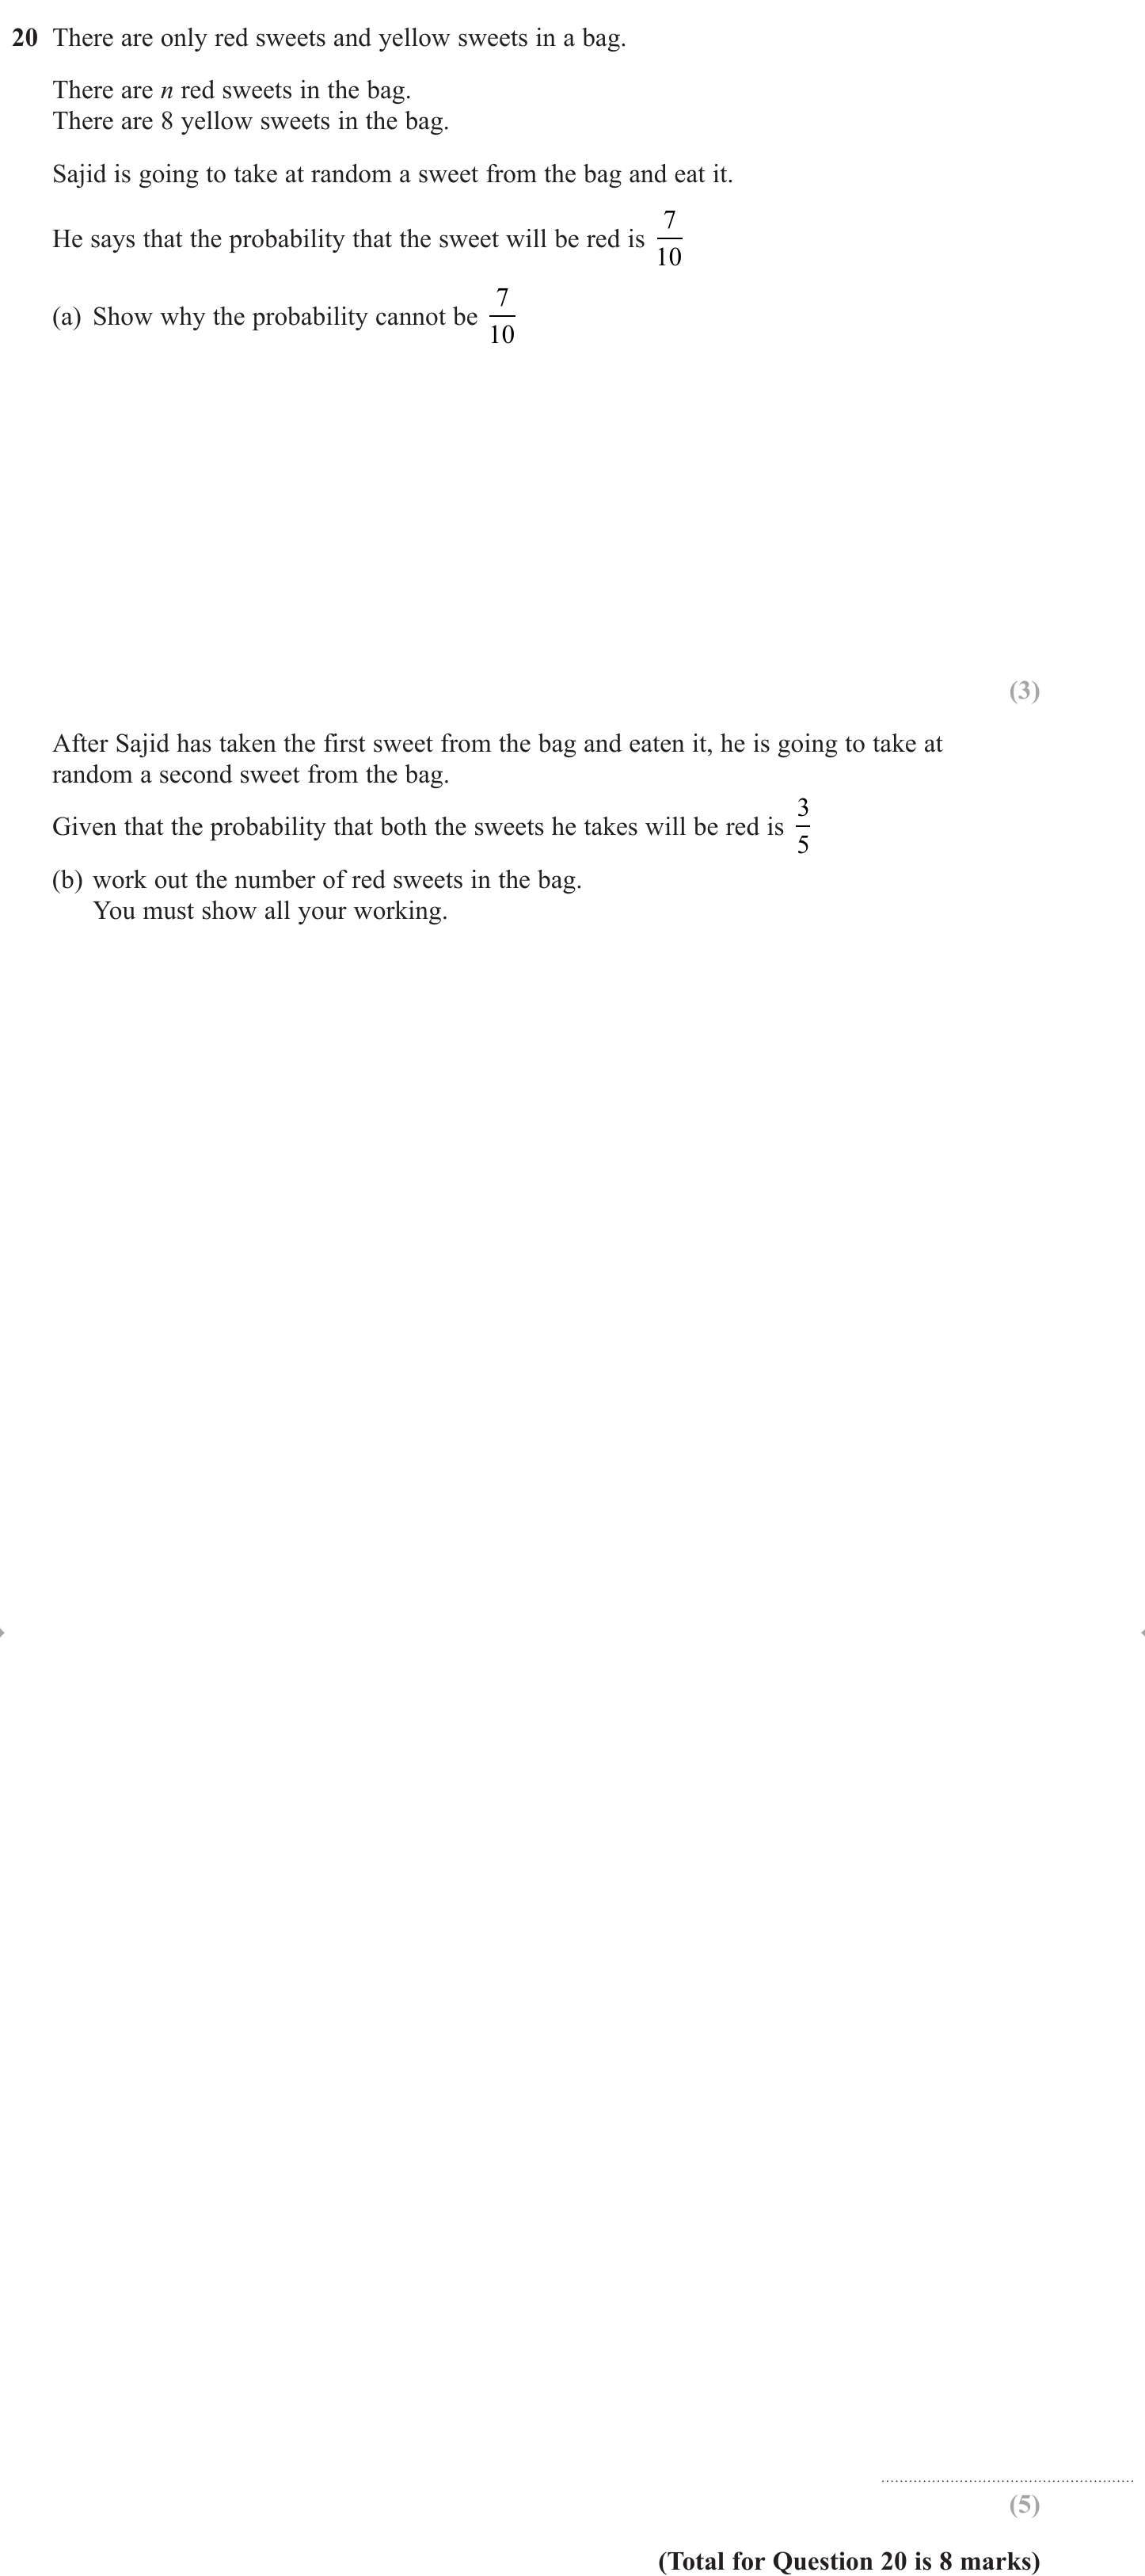 20 There are only red sweets and yellow sweets in a bag.
There are n red sweets in the bag.
There are 8 yellow sweets in the bag.
Sajid is going to take at random a sweet from the bag and eat it.
He says that the probability that the sweet will be red is 7/10
(a) Show why the probability cannot be 7/10
(3)
After Sajid has taken the first sweet from the bag and eaten it, he is going to take at
random a second sweet from the bag.
Given that the probability that both the sweets he takes will be red is 3/5
(b) work out the number of red sweets in the bag.
You must show all your working.
(5)
(Total for Question 20 is 8 marks)